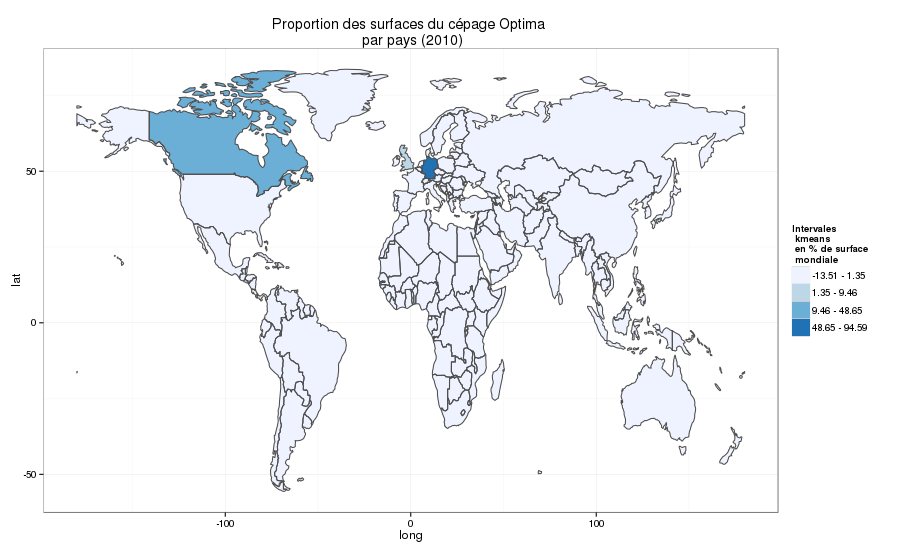 Proportion des surfaces du cépage Optima
par pays (2010)
lat
50
0
-50
-100
0
100
long
Intervales
kmeans
en % de surface
mondiale
-13.51 - 1.35
1.35 - 9.46
9.46 - 48.65
48.65 - 94.59